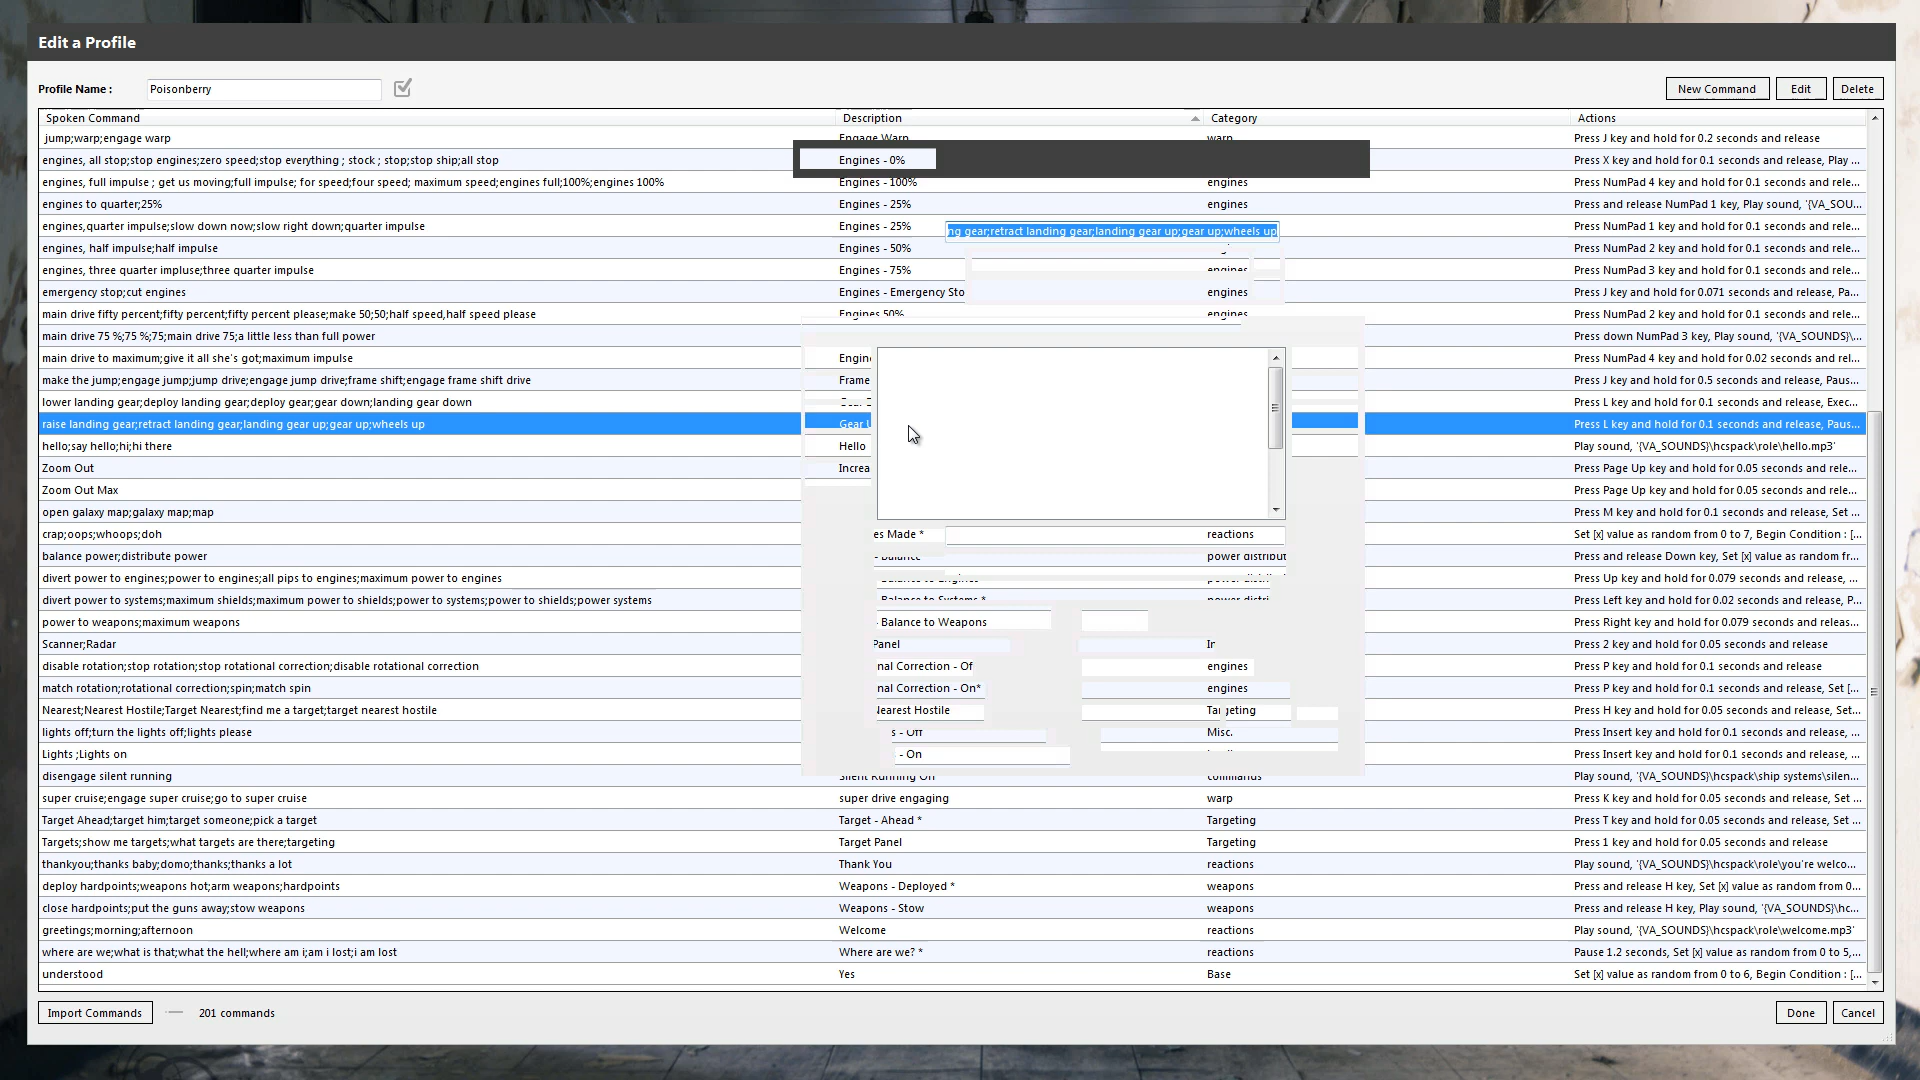 Edit a Profile
Profile Name : Poisonberry
New Command Edit Delete
Spoken Command Description Category Actions
jump;warp;engage warp Engage Warp warp Press J key and hold for 0.2 seconds and release
engines, all stop;stop engines;zero speed;stop everything ; stock ; stop;stop ship;all stop Engines - 0% Press X key and hold for 0.1 seconds and release, Play ...
engines, full impulse ; get us moving;full impulse; for speed;four speed; maximum speed;engines full;100%;engines 100% Engines - 100% engines Press NumPad 4 key and hold for 0.1 seconds and rele...
engines to quarter;25% Engines - 25% engines Press and release NumPad 1 key, Play sound, '{VA_SOU...
engines,quarter impulse;slow down now;slow right down;quarter impulse Engines - 25% Press NumPad 1 key and hold for 0.1 seconds and rele...
ng gear;retract landing gear;landing gear up;gear up;wheels up
engines, half impulse;half impulse Engines - 50% Press NumPad 2 key and hold for 0.1 seconds and rele...
engines, three quarter impluse;three quarter impulse Engines - 75% engines Press NumPad 3 key and hold for 0.1 seconds and rele...
emergency stop;cut engines Engines - Emergency Sto engines Press J key and hold for 0.071 seconds and release, Pa...
main drive fifty percent;fifty percent;fifty percent please;make 50;50;half speed,half speed please Engines 50% engines Press NumPad 2 key and hold for 0.1 seconds and rele...
main drive 75 %;75 %;75;main drive 75;a little less than full power Press down NumPad 3 key, Play sound, '{VA_SOUNDS}\...
main drive to maximum;give it all she's got;maximum impulse Engine Press NumPad 4 key and hold for 0.02 seconds and rel...
make the jump;engage jump;jump drive;engage jump drive;frame shift;engage frame shift drive Frame Press J key and hold for 0.5 seconds and release, Paus...
lower landing gear;deploy landing gear;deploy gear;gear down;landing gear down Gear Press L key and hold for 0.1 seconds and release, Exec...
raise landing gear;retract landing gear;landing gear up;gear up;wheels up Gear Press L key and hold for 0.1 seconds and release, Paus...
hello;say hello;hi;hi there Hello Play sound, '{VA_SOUNDS}\hcspack\role\hello.mp3'
Zoom Out Increa Press Page Up key and hold for 0.05 seconds and rele...
Zoom Out Max Press Page Up key and hold for 0.05 seconds and rele...
open galaxy map;galaxy map;map Press M key and hold for 0.1 seconds and release, Set ...
crap;oops;whoops;doh es Made * reactions Set [x] value as random from 0 to 7, Begin Condition : [...
balance power;distribute power - Balance power distribut Press and release Down key, Set [x] value as random fr...
divert power to engines;power to engines;all pips to engines;maximum power to engines Balance to Engines power distri Press Up key and hold for 0.079 seconds and release, ...
divert power to systems;maximum shields;maximum power to shields;power to systems;power to shields;power systems Balance to Systems * power distri Press Left key and hold for 0.02 seconds and release, P...
power to weapons;maximum weapons - Balance to Weapons Press Right key and hold for 0.079 seconds and releas...
Scanner;Radar Panel In Press 2 key and hold for 0.05 seconds and release
disable rotation;stop rotation;stop rotational correction;disable rotational correction nal Correction - Of engines Press P key and hold for 0.1 seconds and release
match rotation;rotational correction;spin;match spin nal Correction - On* engines Press P key and hold for 0.1 seconds and release, Set [...
Nearest;Nearest Hostile;Target Nearest;find me a target;target nearest hostile Nearest Hostile Targeting Press H key and hold for 0.05 seconds and release, Set...
lights off;turn the lights off;lights please s - Off Misc. Press Insert key and hold for 0.1 seconds and release, ...
Lights ;Lights on - On Press Insert key and hold for 0.1 seconds and release, ...
disengage silent running Silent Running Off commands Play sound, '{VA_SOUNDS}\hcspack\ship systems\silen...
super cruise;engage super cruise;go to super cruise super drive engaging warp Press K key and hold for 0.05 seconds and release, Set ...
Target Ahead;target him;target someone;pick a target Target - Ahead * Targeting Press T key and hold for 0.05 seconds and release, Set ...
Targets;show me targets;what targets are there;targeting Target Panel Targeting Press 1 key and hold for 0.05 seconds and release
thankyou;thanks baby;domo;thanks;thanks a lot Thank You reactions Play sound, '{VA_SOUNDS}\hcspack\role\you're welco...
deploy hardpoints;weapons hot;arm weapons;hardpoints Weapons - Deployed * weapons Press and release H key, Set [x] value as random from 0...
close hardpoints;put the guns away;stow weapons Weapons - Stow weapons Press and release H key, Play sound, '{VA_SOUNDS}\hc...
greetings;morning;afternoon Welcome reactions Play sound, '{VA_SOUNDS}\hcspack\role\welcome.mp3'
where are we;what is that;what the hell;where am i;am i lost;i am lost Where are we? * reactions Pause 1.2 seconds, Set [x] value as random from 0 to 5,...
understood Yes Base Set [x] value as random from 0 to 6, Begin Condition : [...
Import Commands 201 commands Done Cancel